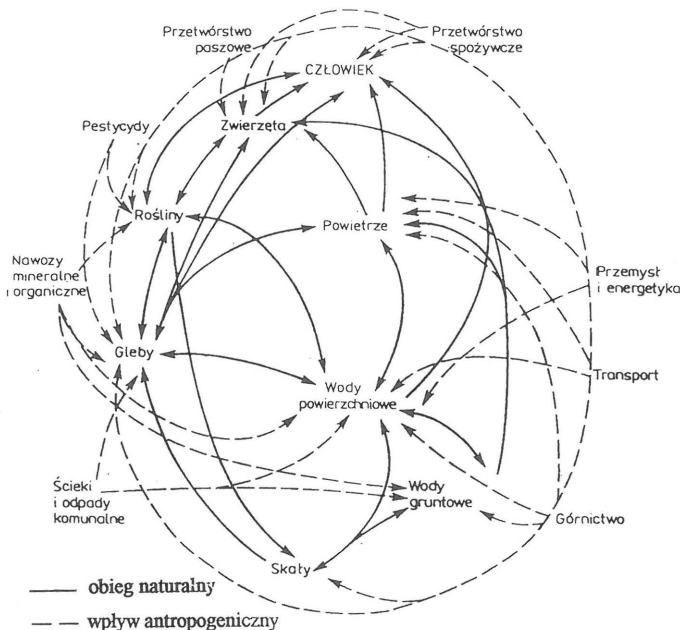 Przetwórstwo
paszowe
Przetwórstwo
spożywcze
CZŁOWIEK
Pestycydy
Zwierzęta
Rośliny
Powietrze
Nawozy
mineralne
i organiczne
Przemysł
i energetyka
Gleby
Transport
Wody
powierzchniowe
Ścieki
i odpady
komunalne
Wody
gruntowe
Górnictwo
Skały
obieg naturalny
wpływ antropogeniczny